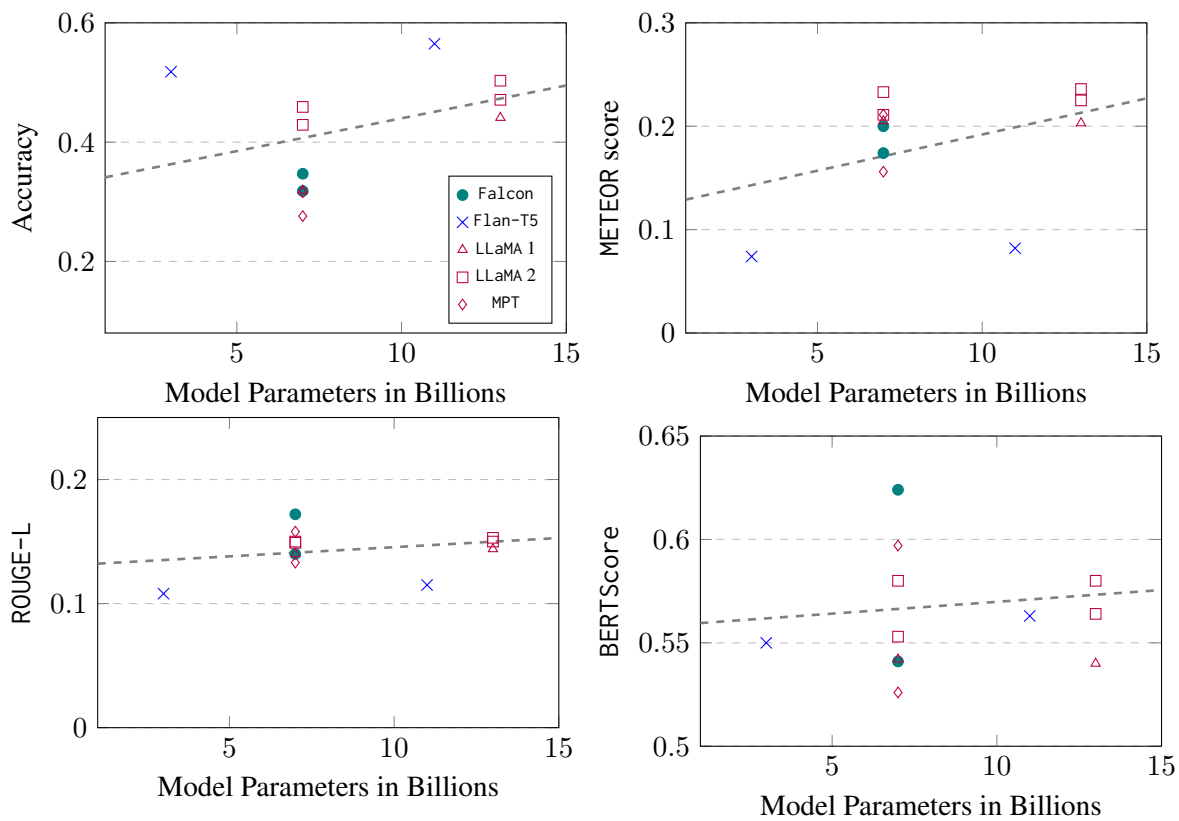 0.6
0.4
0.2
Accuracy
5
10
15
Model Parameters in Billions
Falcon
Flan-T5
LLaMA 1
LLaMA 2
MPT
0.3
0.2
0.1
0
METEOR score
5
10
15
Model Parameters in Billions
0.2
0.1
0
ROUGE-L
5
10
15
Model Parameters in Billions
0.65
0.6
0.55
0.5
BERTScore
5
10
15
Model Parameters in Billions